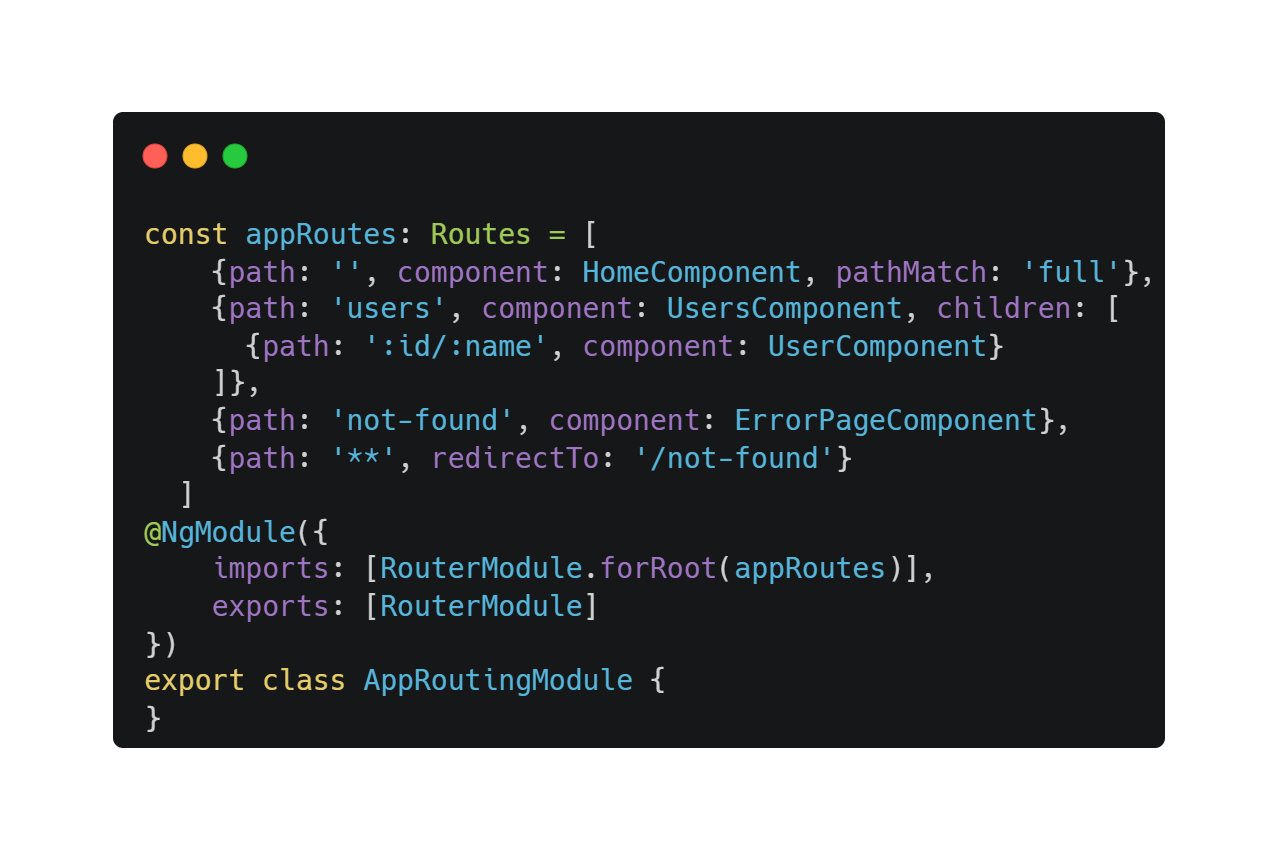 const appRoutes: Routes = [
    {path: '', component: HomeComponent, pathMatch: 'full'},
    {path: 'users', component: UsersComponent, children: [
      {path: ':id/:name', component: UserComponent}
    ]},
    {path: 'not-found', component: ErrorPageComponent},
    {path: '**', redirectTo: '/not-found'}
  ]
@NgModule({
    imports: [RouterModule.forRoot(appRoutes)],
    exports: [RouterModule]
})
export class AppRoutingModule {
}